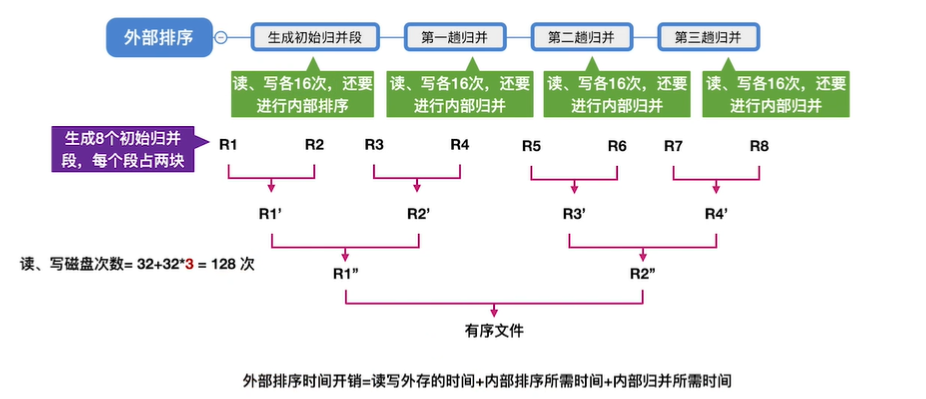 外部排序
生成初始归并段
第一趟归并
第二趟归并
第三趟归并
读、写各16次，还要
进行内部排序
读、写各16次，还要
进行内部归并
读、写各16次，还要
进行内部归并
读、写各16次，还要
进行内部归并
生成8个初始归并
段，每个段占两块
R1 R2 R3 R4 R5 R6 R7 R8
R1’ R2’ R3’ R4’
读、写磁盘次数= 32+32*3 = 128 次
R1” R2”
有序文件
外部排序时间开销=读写外存的时间+内部排序所需时间+内部归并所需时间